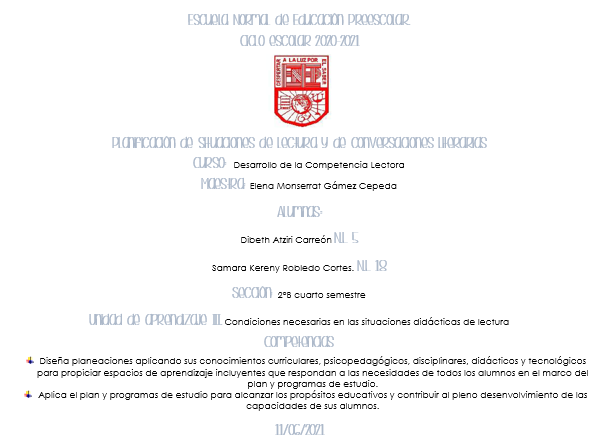 Escuela Normal de Educación Preescolar
Ciclo escolar 2020-2021
DESPERTAR A LA LUZ POR EL SABER
ENEP
Planificación de situaciones de lectura y de conversaciones literarias
Curso: Desarrollo de la Competencia Lectora
Maestra: Elena Monserrat Gámez Cepeda
Alumnas:
Dibeth Atziri Carreón N.L. 5
Samara Kereny Robledo Cortes. N.L. 18
Sección: 2°B cuarto semestre
Unidad de aprendizaje III. Condiciones necesarias en las situaciones didácticas de lectura
Competencias
Diseña planeaciones aplicando sus conocimientos curriculares, psicopedagógicos, disciplinares, didácticos y tecnológicos
para propiciar espacios de aprendizaje incluyentes que respondan a las necesidades de todos los alumnos en el marco del
plan y programas de estudio.
Aplica el plan y programas de estudio para alcanzar los propósitos educativos y contribuir al pleno desenvolvimiento de las
capacidades de sus alumnos.
11/05/2021